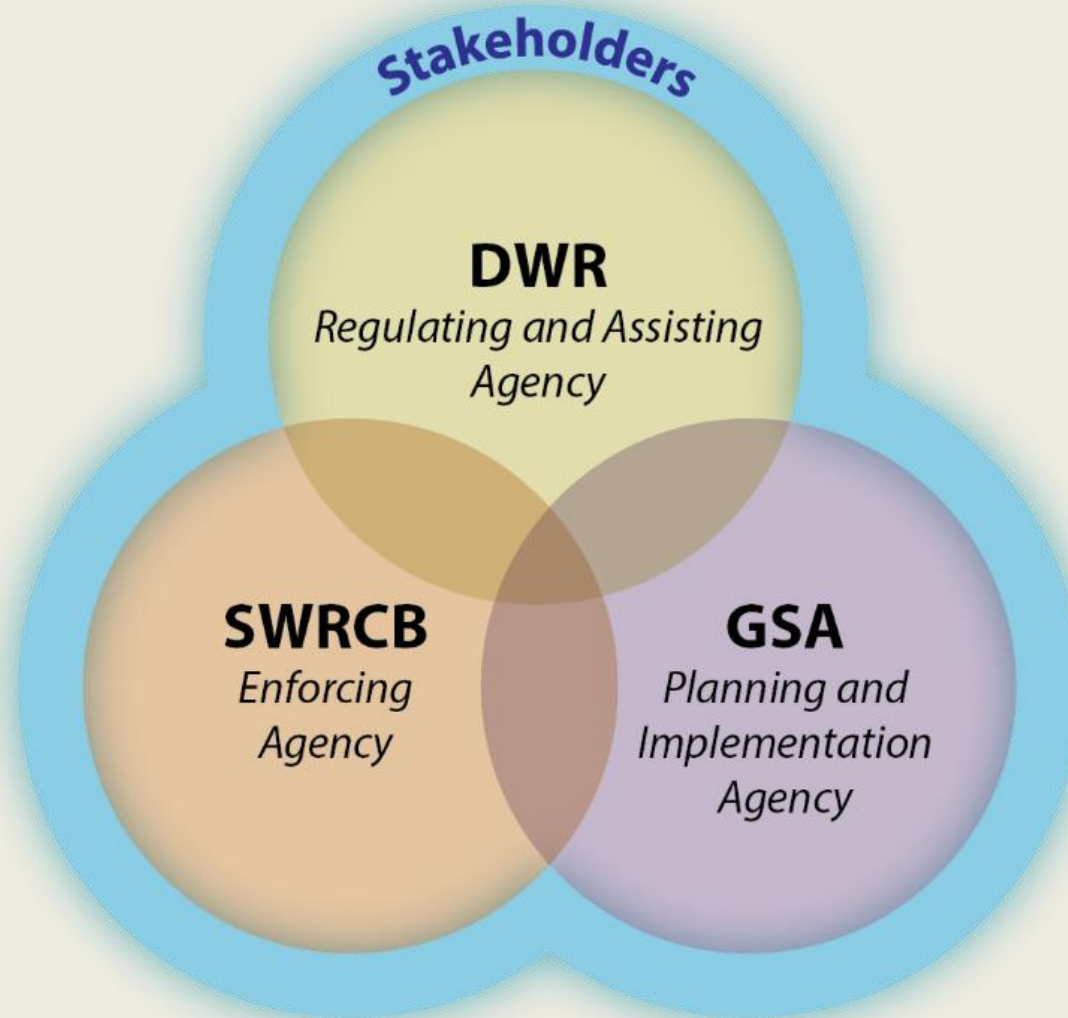 Stakeholders
DWR
Regulating and Assisting
Agency
SWRCB
Enforcing
Agency
GSA
Planning and
Implementation
Agency